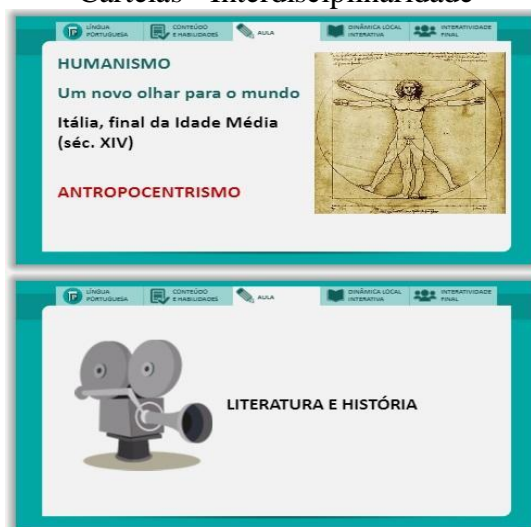 Cartelas – Interdisciplinaridade
LÍNGUA PORTUGUESA
CONTEÚDO E HABILIDADES
AULA
DINÂMICA LOCAL INTERATIVA
INTERATIVIDADE FINAL
HUMANISMO
Um novo olhar para o mundo
Itália, final da Idade Média
(séc. XIV)
ANTROPOCENTRISMO
LÍNGUA PORTUGUESA
CONTEÚDO E HABILIDADES
AULA
DINÂMICA LOCAL INTERATIVA
INTERATIVIDADE FINAL
LITERATURA E HISTÓRIA